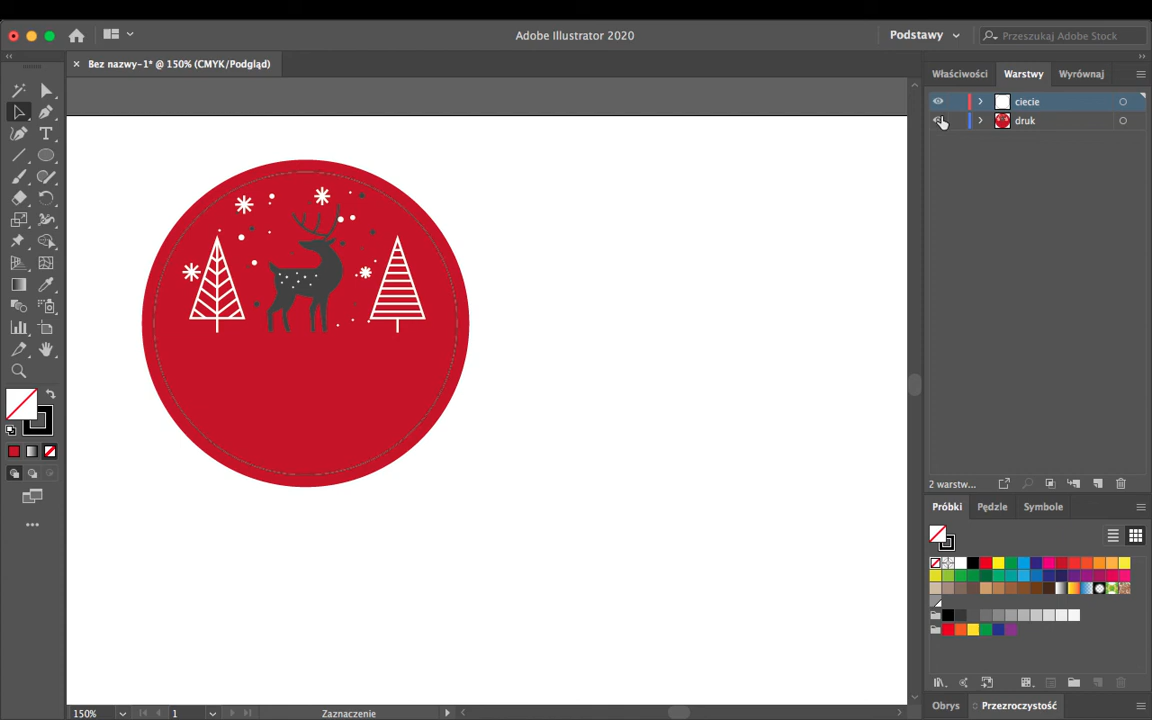 Adobe Illustrator 2020
Podstawy
Przeszukaj Adobe Stock
Bez nazwy-1* @ 150% (CMYK/Podgląd)
Właściwości Warstwy Wyrównaj
ciecie
druk
2 warstw...
Próbki Pędzle Symbole
150% 1 Zaznaczenie
Obrys Przezroczystość